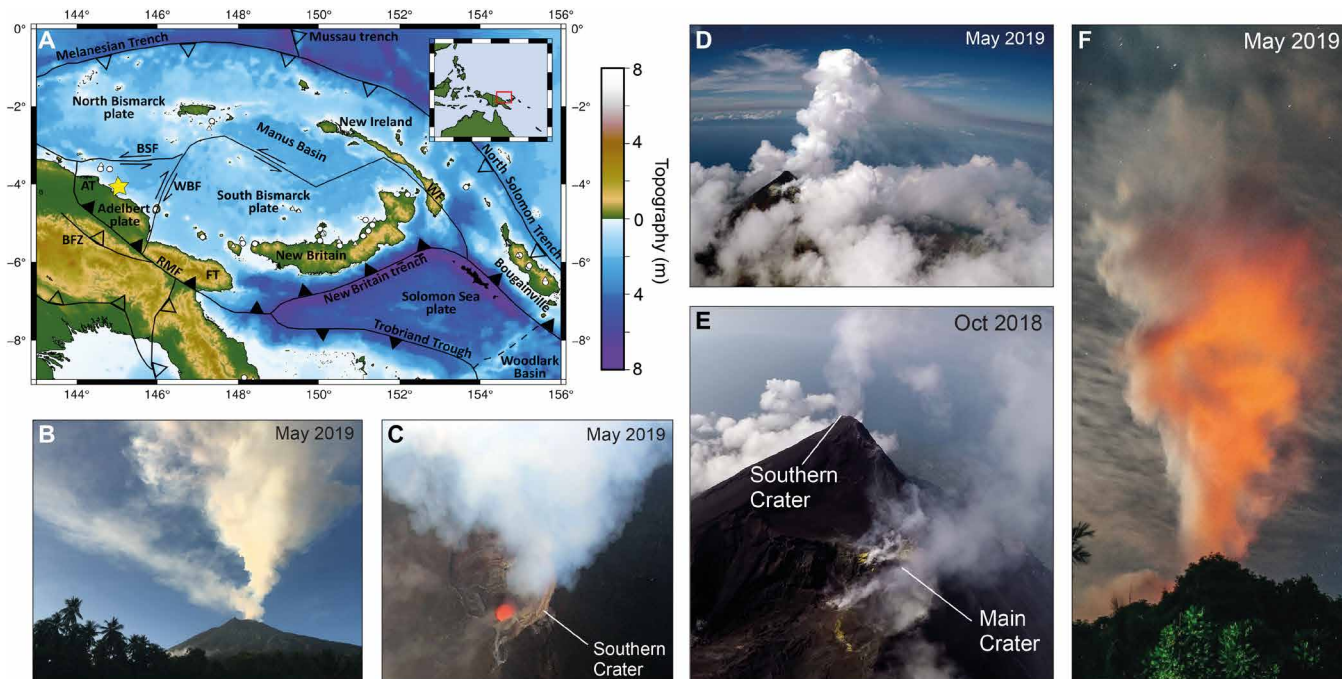 A
144° 146° 148° 150° 152° 154° 156°
0°
−2°
−4°
−6°
−8°
Melanesian Trench
Mussau trench
North Bismarck
plate
New Ireland
Manus Basin
North Solomon Trench
BSF
WBF
AT
South Bismarck
plate
WF
Adelbert
plate
BFZ
RMF
FT
New Britain
New Britain trench
Bougainville
Solomon Sea
plate
Trobriand Trough
Woodlark
Basin
144° 146° 148° 150° 152° 154° 156°
8
6
4
2
0
2
4
6
8
Topography (m)
B
May 2019
C
May 2019
Southern
Crater
D
May 2019
E
Oct 2018
Southern
Crater
Main
Crater
F
May 2019